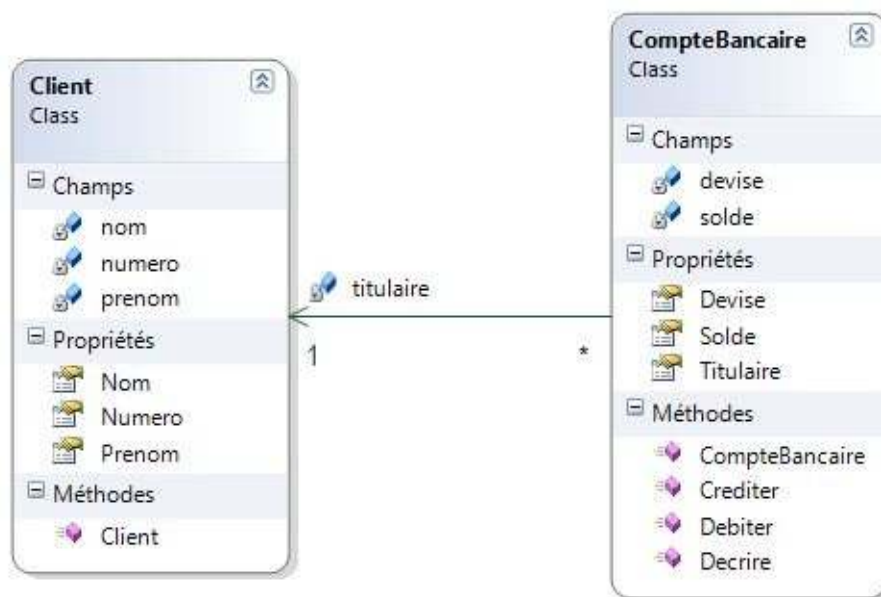 Client
Class
Champs
nom
numero
prenom
Propriétés
Nom
Numero
Prenom
Méthodes
Client
titulaire
1
*
CompteBancaire
Class
Champs
devise
solde
Propriétés
Devise
Solde
Titulaire
Méthodes
CompteBancaire
Crediter
Debiter
Decrire